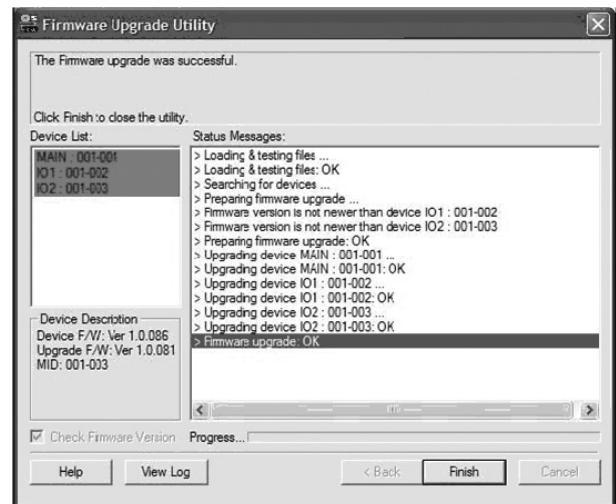 Firmware Upgrade Utility
The Firmware upgrade was successful.
Click Finish to close the utility.
Device List:
MAIN : 001-001
IO1 : 001-002
IO2 : 001-003
Device Description
Device F/W: Ver 1.0.086
Upgrade F/W: Ver 1.0.081
MID: 001-003
Status Messages:
> Loading & testing files ...
> Loading & testing files: OK
> Searching for devices ...
> Preparing firmware upgrade ...
> Firmware version is not newer than device IO1 : 001-002
> Firmware version is not newer than device IO2 : 001-003
> Preparing firmware upgrade: OK
> Upgrading device MAIN : 001-001 ...
> Upgrading device MAIN : 001-001: OK
> Upgrading device IO1 : 001-002 ...
> Upgrading device IO1 : 001-002: OK
> Upgrading device IO2 : 001-003 ...
> Upgrading device IO2 : 001-003: OK
> Firmware upgrade: OK
Check Firmware Version Progress...
Help View Log < Back Finish Cancel